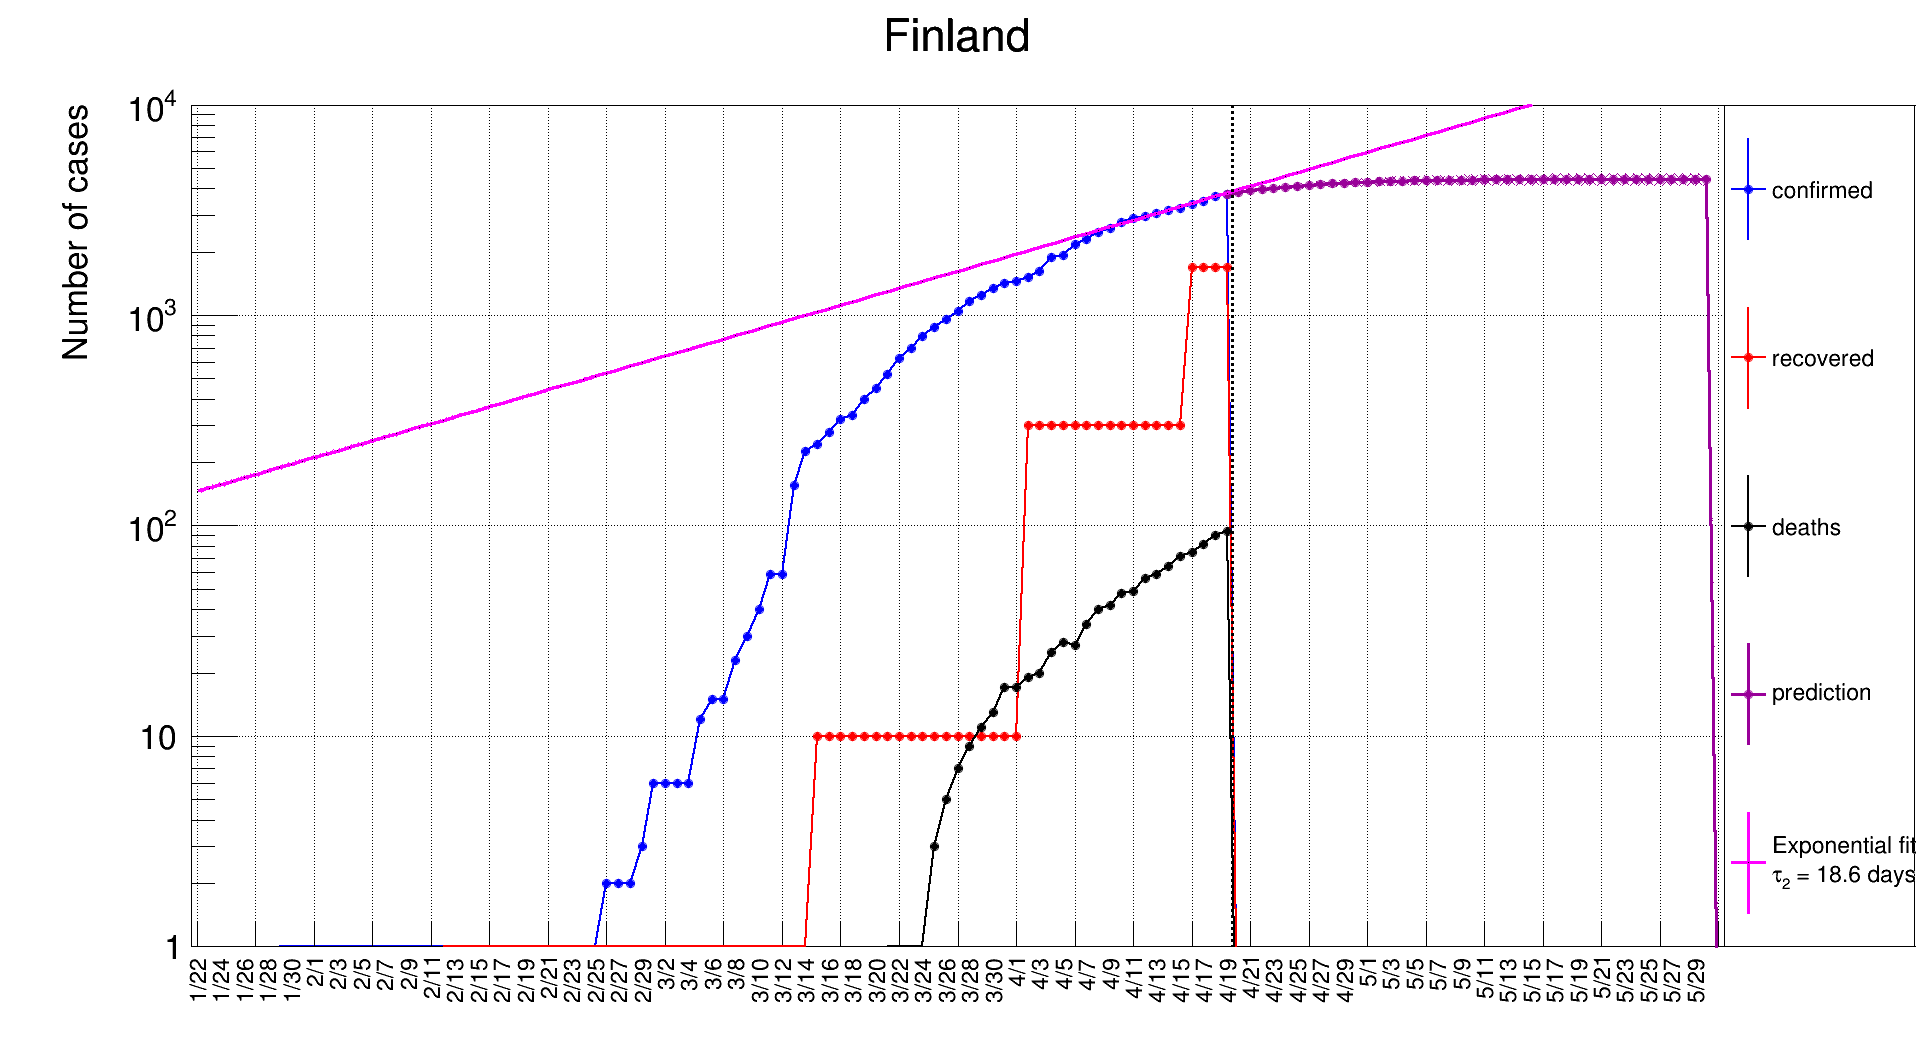 Finland
Number of cases
10^4
10^3
10^2
10
1
1/22 1/24 1/26 1/28 1/30 2/1 2/3 2/5 2/7 2/9 2/11 2/13 2/15 2/17 2/19 2/21 2/23 2/25 2/27 2/29 3/2 3/4 3/6 3/8 3/10 3/12 3/14 3/16 3/18 3/20 3/22 3/24 3/26 3/28 3/30 4/1 4/3 4/5 4/7 4/9 4/11 4/13 4/15 4/17 4/19 4/21 4/23 4/25 4/27 4/29 5/1 5/3 5/5 5/7 5/9 5/11 5/13 5/15 5/17 5/19 5/21 5/23 5/25 5/27 5/29
confirmed
recovered
deaths
prediction
Exponential fit
τ₂ = 18.6 days